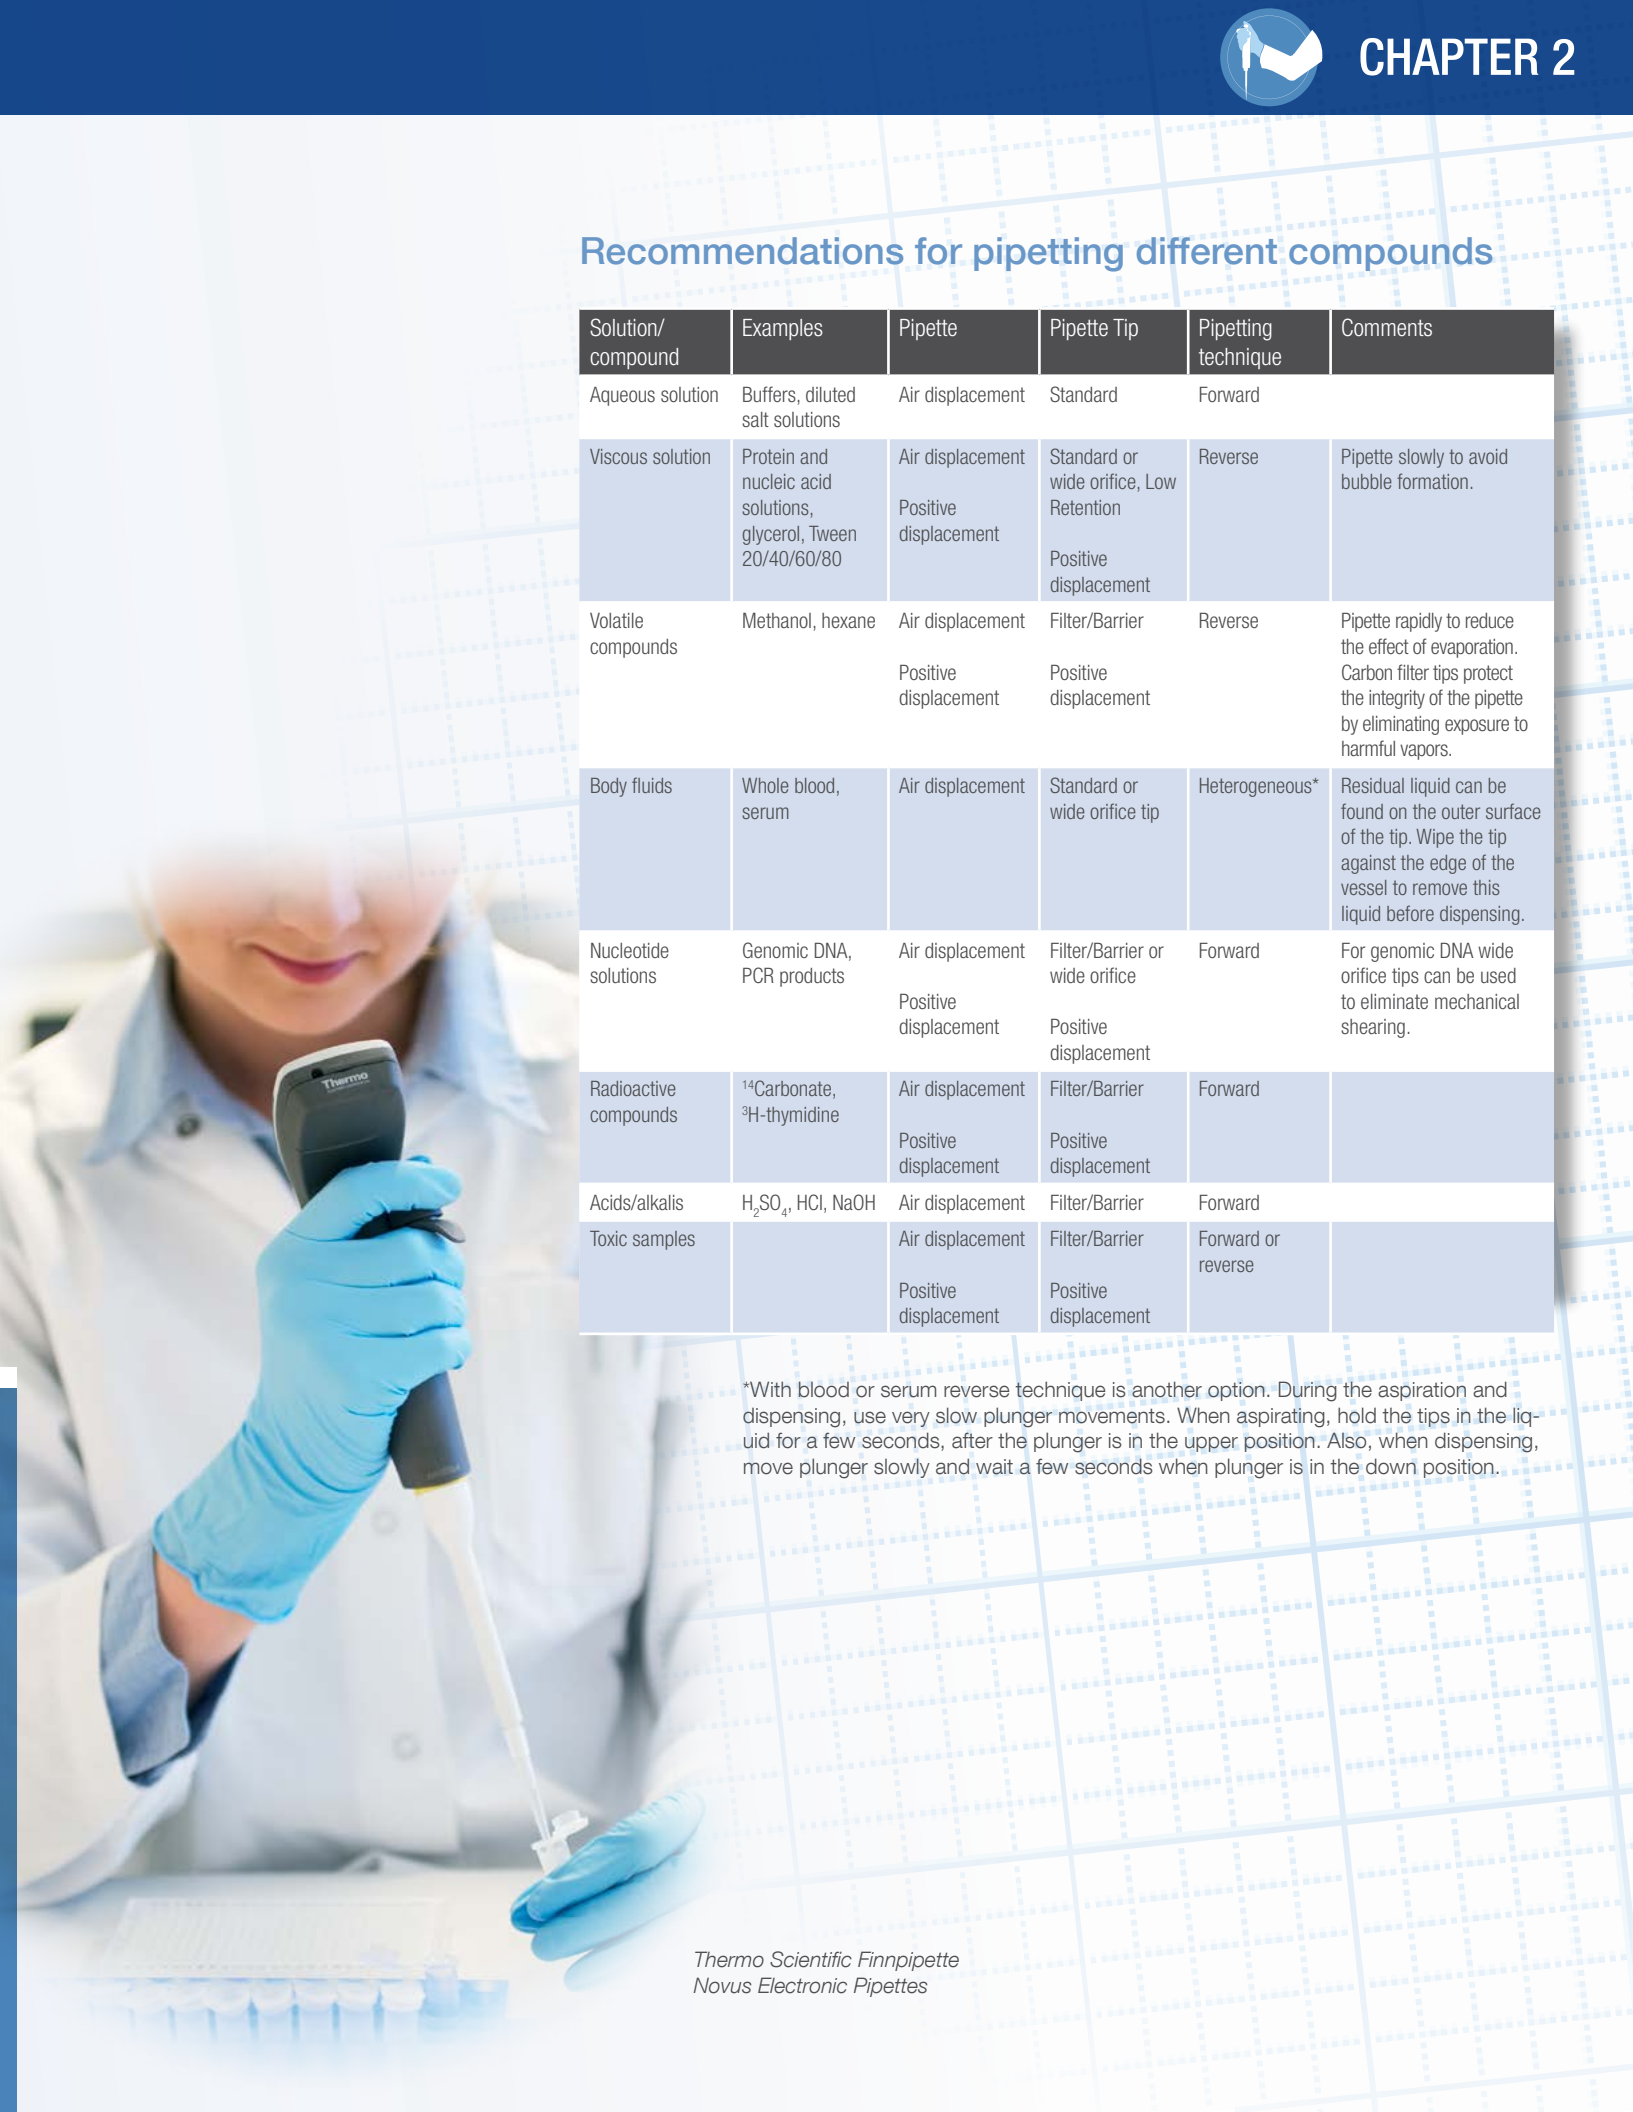 CHAPTER 2
Recommendations for pipetting different compounds
Solution/
compound
Examples
Pipette
Pipette Tip
Pipetting
technique
Comments
Aqueous solution
Buffers, diluted
salt solutions
Air displacement
Standard
Forward
Viscous solution
Protein and
nucleic acid
solutions,
glycerol, Tween
20/40/60/80
Air displacement
Positive
displacement
Standard or
wide orifice, Low
Retention
Positive
displacement
Reverse
Pipette slowly to avoid
bubble formation.
Volatile
compounds
Methanol, hexane
Air displacement
Positive
displacement
Filter/Barrier
Positive
displacement
Reverse
Pipette rapidly to reduce
the effect of evaporation.
Carbon filter tips protect
the integrity of the pipette
by eliminating exposure to
harmful vapors.
Body fluids
Whole blood,
serum
Air displacement
Standard or
wide orifice tip
Heterogeneous*
Residual liquid can be
found on the outer surface
of the tip. Wipe the tip
against the edge of the
vessel to remove this
liquid before dispensing.
Nucleotide
solutions
Genomic DNA,
PCR products
Air displacement
Positive
displacement
Filter/Barrier or
wide orifice
Positive
displacement
Forward
For genomic DNA wide
orifice tips can be used
to eliminate mechanical
shearing.
Radioactive
compounds
¹⁴Carbonate,
³H-thymidine
Air displacement
Positive
displacement
Filter/Barrier
Positive
displacement
Forward
Acids/alkalis
H₂SO₄, HCl, NaOH
Air displacement
Filter/Barrier
Forward
Toxic samples
Air displacement
Positive
displacement
Filter/Barrier
Positive
displacement
Forward or
reverse
*With blood or serum reverse technique is another option. During the aspiration and
dispensing, use very slow plunger movements. When aspirating, hold the tips in the liq-
uid for a few seconds, after the plunger is in the upper position. Also, when dispensing,
move plunger slowly and wait a few seconds when plunger is in the down position.
Thermo
Thermo Scientific Finnpipette
Novus Electronic Pipettes